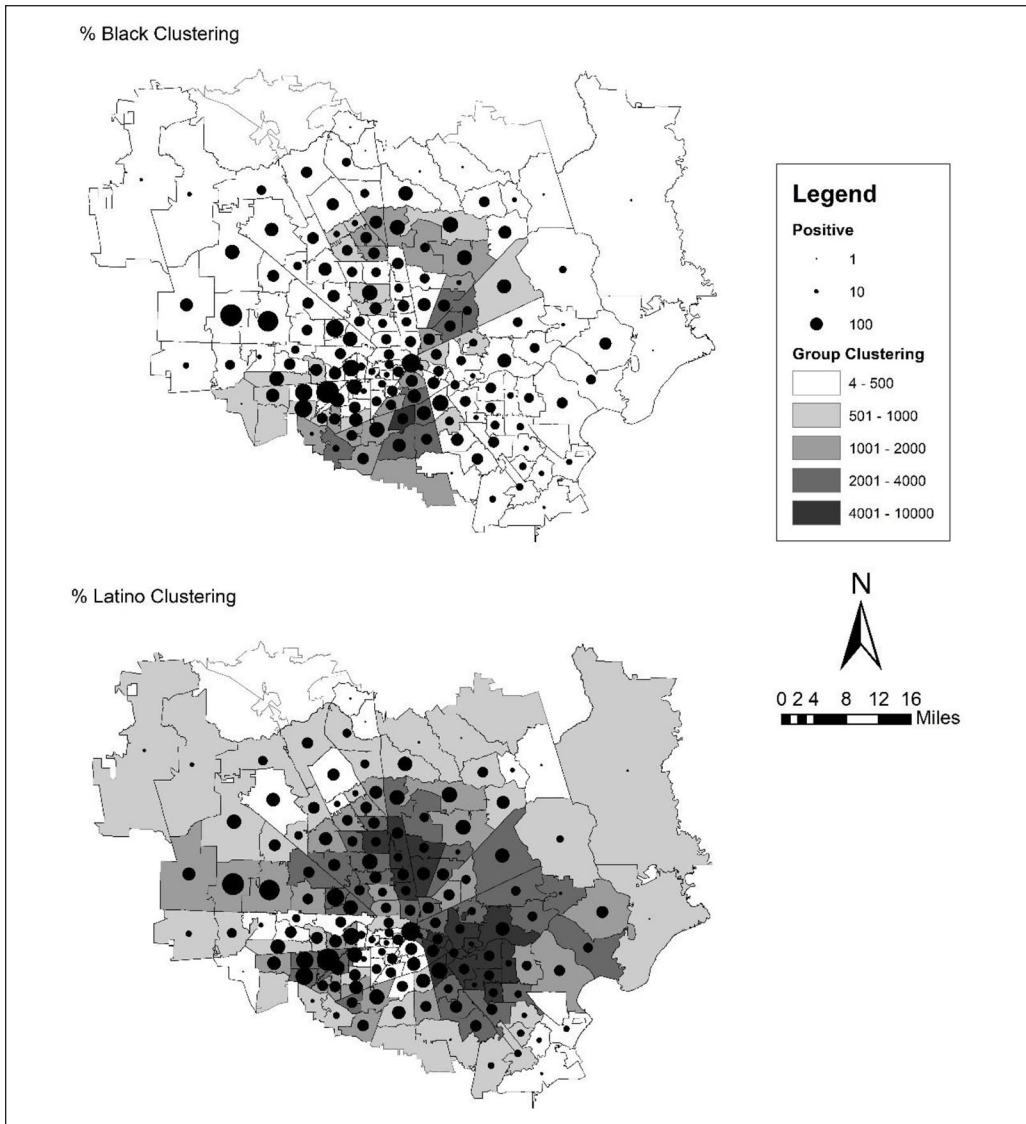 % Black Clustering
Legend
Positive
1
10
100
Group Clustering
4 - 500
501 - 1000
1001 - 2000
2001 - 4000
4001 - 10000
% Latino Clustering
N
0 2 4 8 12 16
Miles